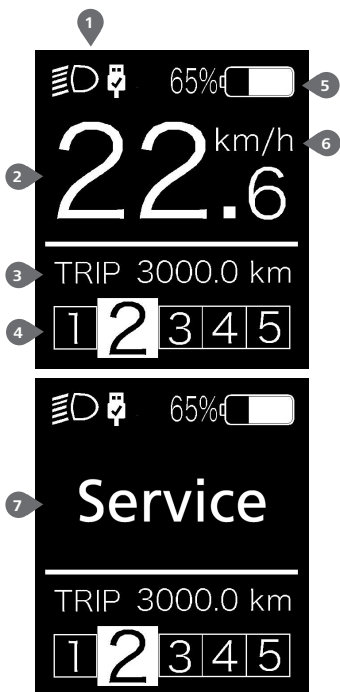 1
65%
5
22.6
km/h
6
2
3
TRIP 3000.0 km
4
1 2 3 4 5
65%
7
Service
TRIP 3000.0 km
1 2 3 4 5